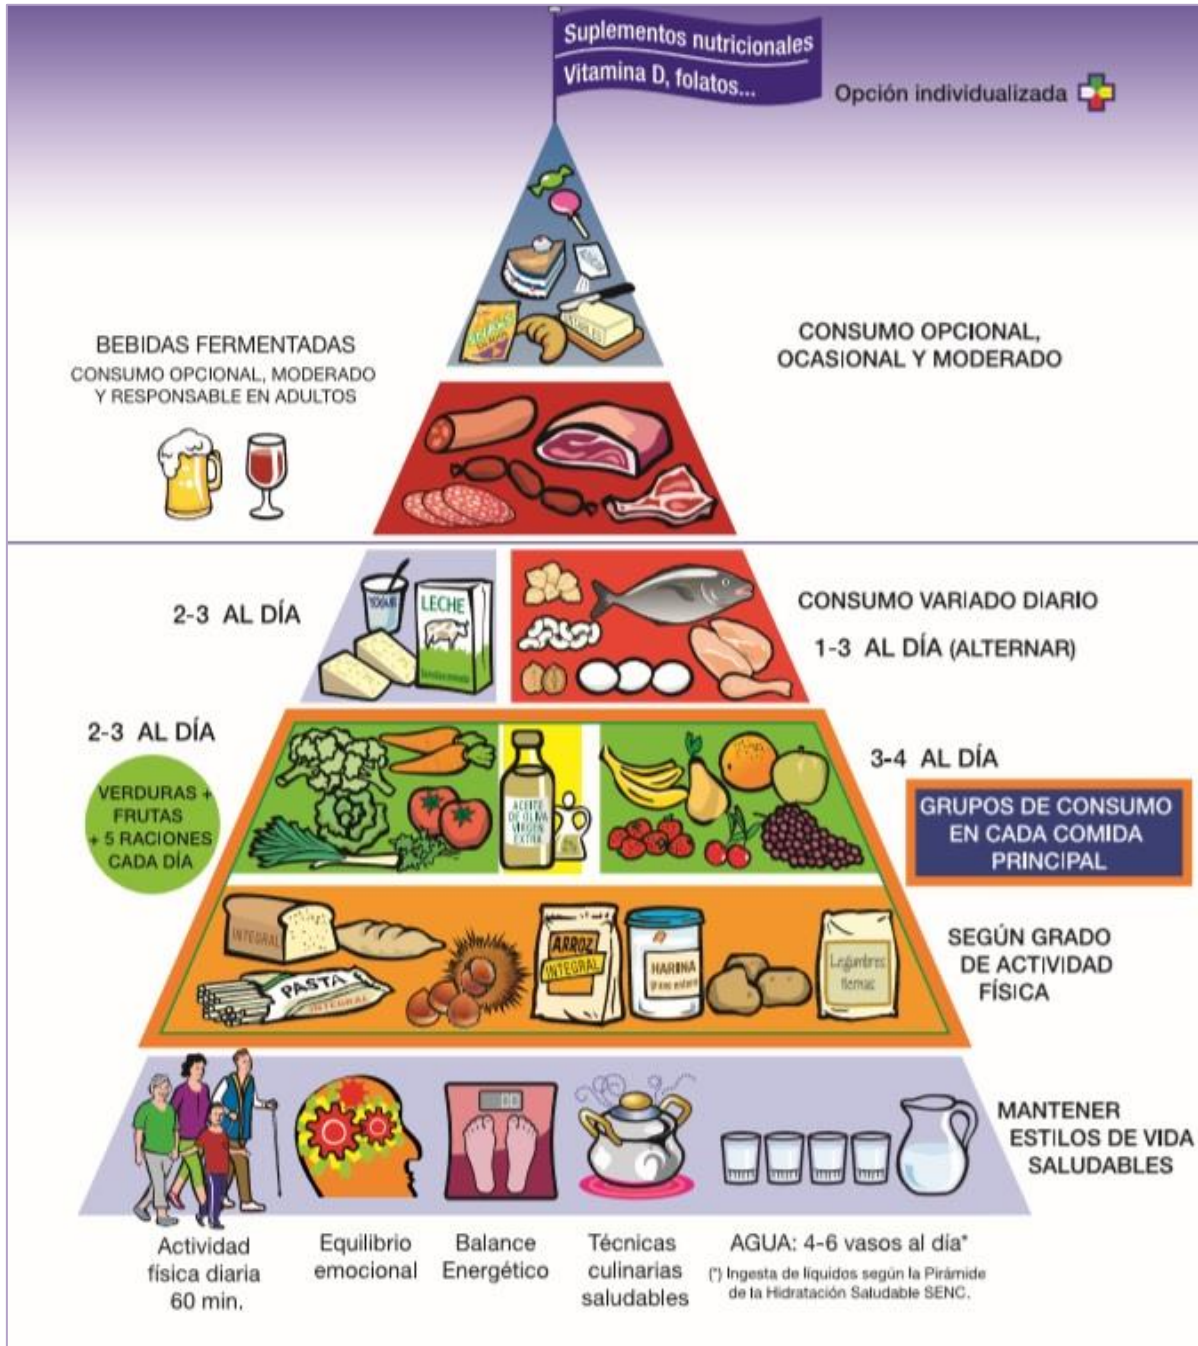 Suplementos nutricionales
Vitamina D, folatos...
Opción individualizada
BEBIDAS FERMENTADAS
CONSUMO OPCIONAL, MODERADO
Y RESPONSABLE EN ADULTOS
CONSUMO OPCIONAL,
OCASIONAL Y MODERADO
2-3 AL DÍA
YOGUR
LECHE
CONSUMO VARIADO DIARIO
1-3 AL DÍA (ALTERNAR)
2-3 AL DÍA
VERDURAS +
FRUTAS
+ 5 RACIONES
CADA DÍA
ACEITE
DE OLIVA
VIRGEN
EXTRA
3-4 AL DÍA
GRUPOS DE CONSUMO
EN CADA COMIDA
PRINCIPAL
INTEGRAL
PASTA
INTEGRAL
ARROZ
INTEGRAL
HARINA
Legumbres
tiernas
SEGÚN GRADO
DE ACTIVIDAD
FÍSICA
00
MANTENER
ESTILOS DE VIDA
SALUDABLES
Actividad
física diaria
60 min.
Equilibrio
emocional
Balance
Energético
Técnicas
culinarias
saludables
AGUA: 4-6 vasos al día*
(*) Ingesta de líquidos según la Pirámide
de la Hidratación Saludable SENC.